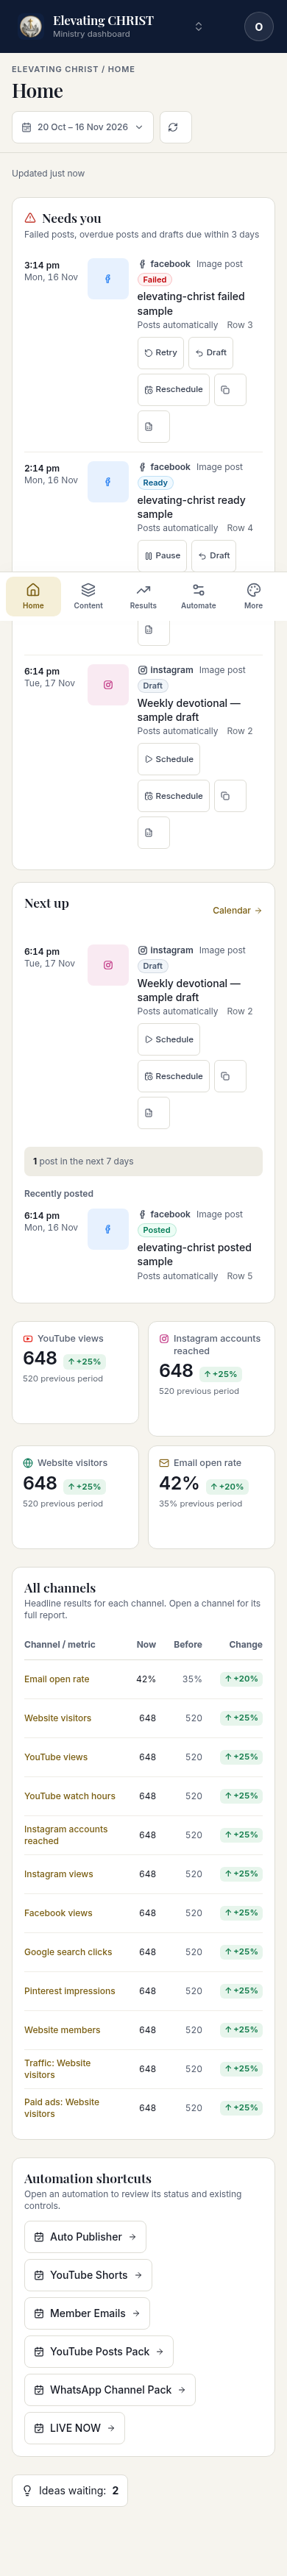 Elevating CHRIST
Ministry dashboard
O
ELEVATING CHRIST / HOME
Home
20 Oct – 16 Nov 2026
Updated just now
Needs you
Failed posts, overdue posts and drafts due within 3 days
3:14 pm
Mon, 16 Nov
facebook Image post
Failed
elevating-christ failed
sample
Posts automatically Row 3
Retry Draft
Reschedule
2:14 pm
Mon, 16 Nov
facebook Image post
Ready
elevating-christ ready
sample
Posts automatically Row 4
Pause Draft
Home Content Results Automate More
6:14 pm
Tue, 17 Nov
Instagram Image post
Draft
Weekly devotional —
sample draft
Posts automatically Row 2
Schedule
Reschedule
Next up
Calendar →
6:14 pm
Tue, 17 Nov
Instagram Image post
Draft
Weekly devotional —
sample draft
Posts automatically Row 2
Schedule
Reschedule
1 post in the next 7 days
Recently posted
6:14 pm
Mon, 16 Nov
facebook Image post
Posted
elevating-christ posted
sample
Posts automatically Row 5
YouTube views
648 ↑ +25%
520 previous period
Instagram accounts
reached
648 ↑ +25%
520 previous period
Website visitors
648 ↑ +25%
520 previous period
Email open rate
42% ↑ +20%
35% previous period
All channels
Headline results for each channel. Open a channel for its
full report.
Channel / metric Now Before Change
Email open rate 42% 35% ↑ +20%
Website visitors 648 520 ↑ +25%
YouTube views 648 520 ↑ +25%
YouTube watch hours 648 520 ↑ +25%
Instagram accounts
reached 648 520 ↑ +25%
Instagram views 648 520 ↑ +25%
Facebook views 648 520 ↑ +25%
Google search clicks 648 520 ↑ +25%
Pinterest impressions 648 520 ↑ +25%
Website members 648 520 ↑ +25%
Traffic: Website
visitors 648 520 ↑ +25%
Paid ads: Website
visitors 648 520 ↑ +25%
Automation shortcuts
Open an automation to review its status and existing
controls.
Auto Publisher →
YouTube Shorts →
Member Emails →
YouTube Posts Pack →
WhatsApp Channel Pack →
LIVE NOW →
Ideas waiting: 2